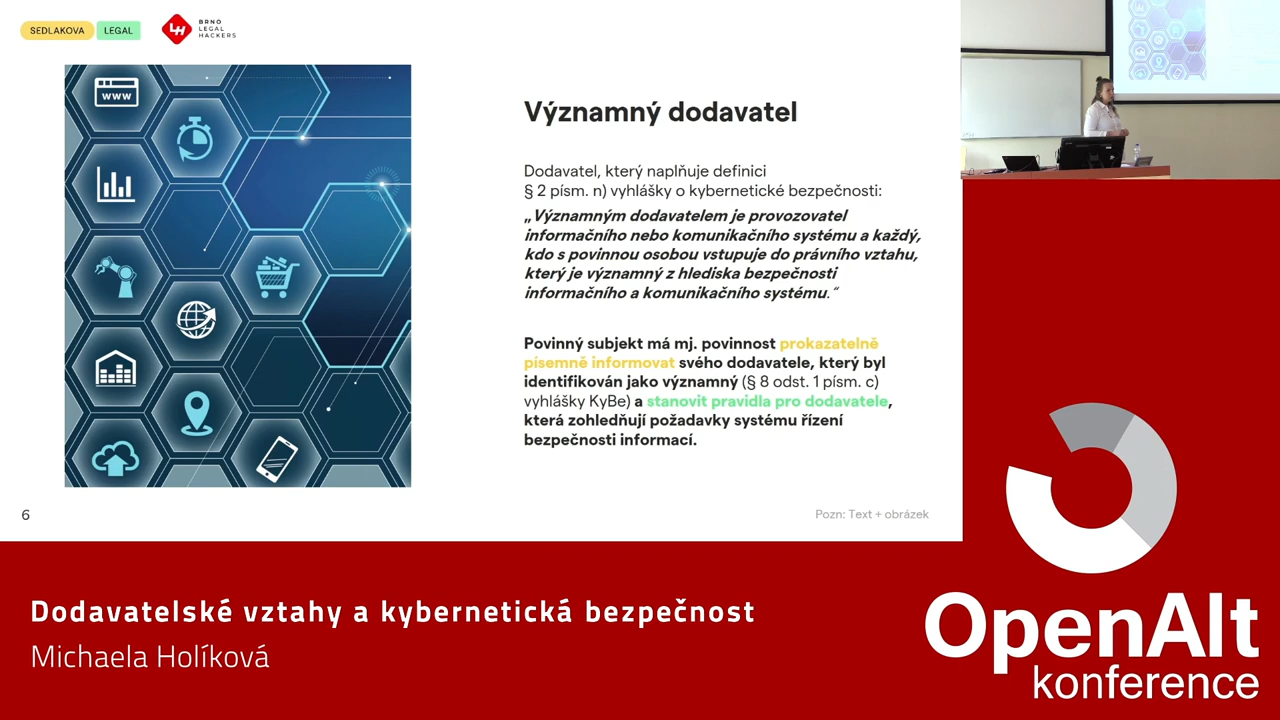 SEDLAKOVA LEGAL
LH
BRNO
LEGAL
HACKERS
www
Významný dodavatel
Dodavatel, který naplňuje definici
§ 2 písm. n) vyhlášky o kybernetické bezpečnosti:
„Významným dodavatelem je provozovatel
informačního nebo komunikačního systému a každý,
kdo s povinnou osobou vstupuje do právního vztahu,
který je významný z hlediska bezpečnosti
informačního a komunikačního systému.“
Povinný subjekt má mj. povinnost prokazatelně
písemně informovat svého dodavatele, který byl
identifikován jako významný (§ 8 odst. 1 písm. c)
vyhlášky KyBe) a stanovit pravidla pro dodavatele,
která zohledňují požadavky systému řízení
bezpečnosti informací.
6
Pozn: Text + obrázek
Dodavatelské vztahy a kybernetická bezpečnost
Michaela Holíková
OpenAlt
konference